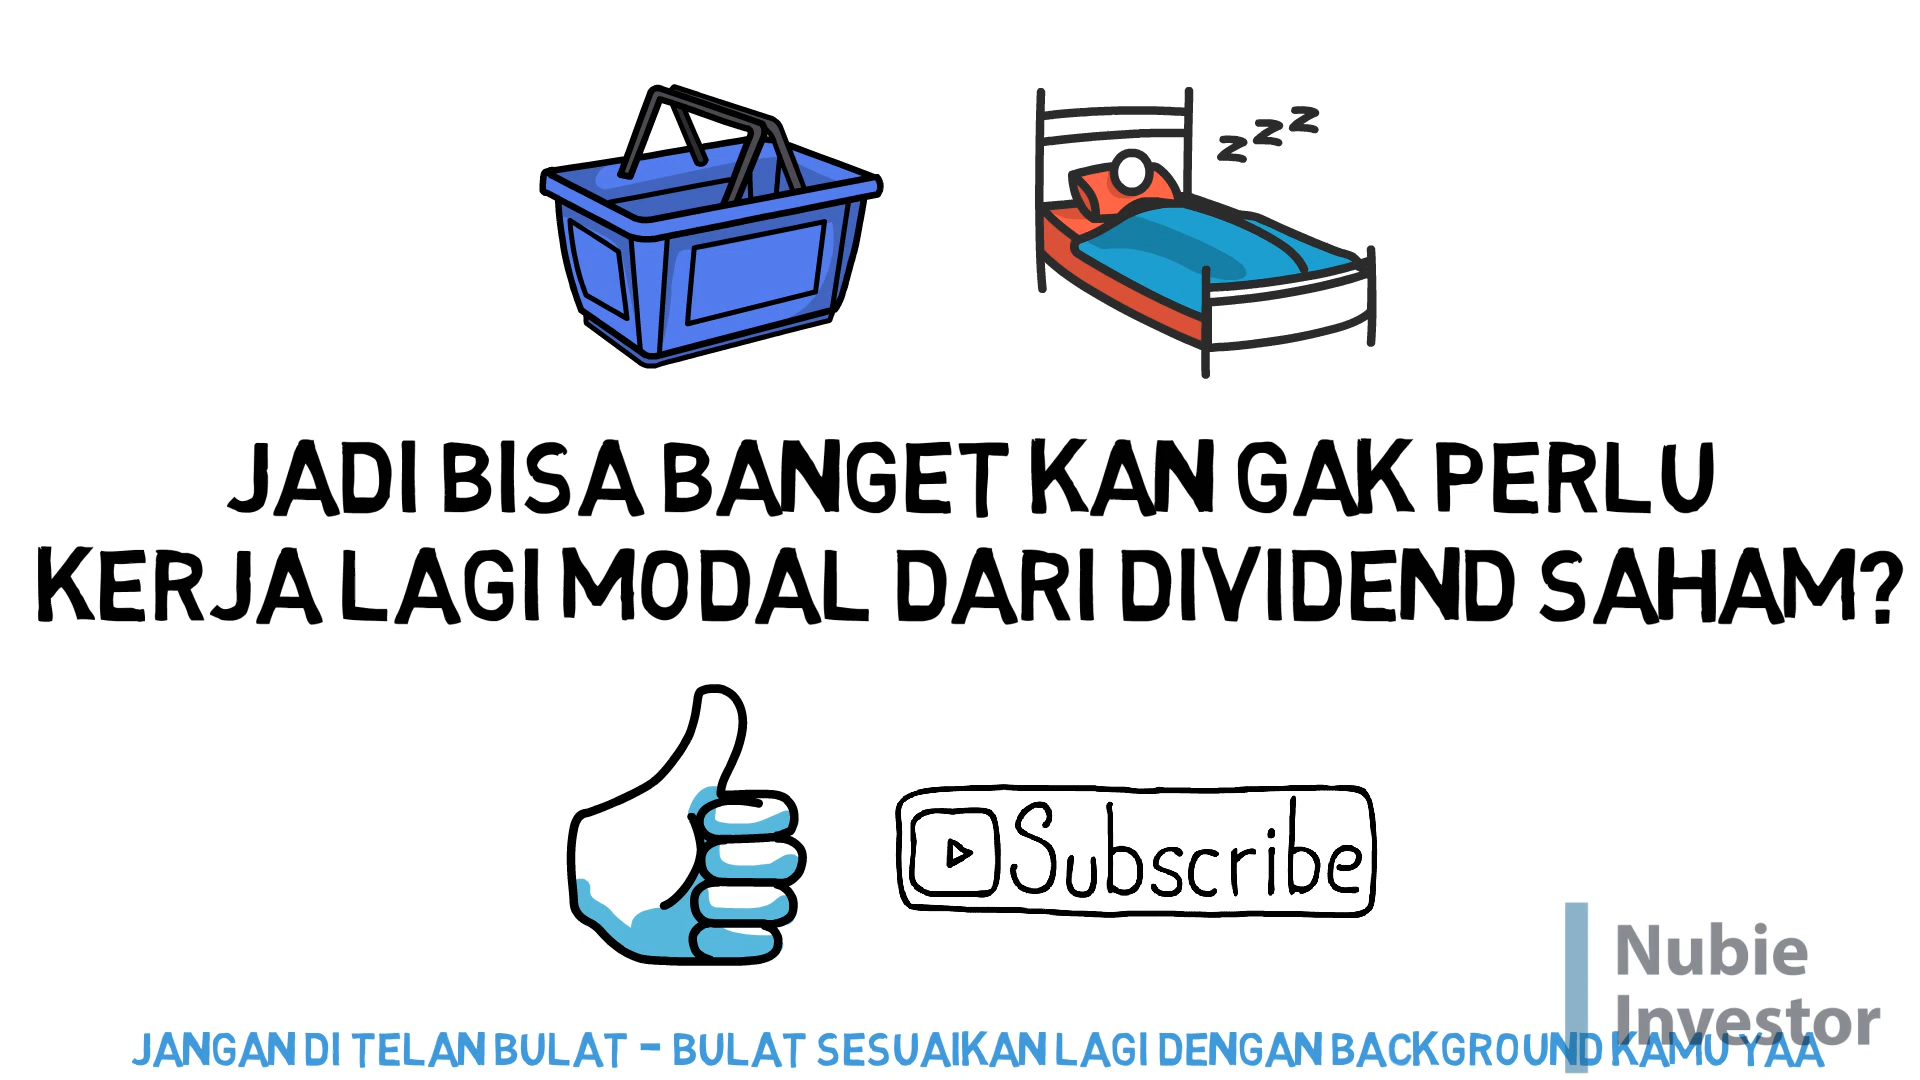 z z z
JADI BISA BANGET KAN GAK PERLU
KERJA LAGI MODAL DARI DIVIDEND SAHAM?
Subscribe
Nubie
Investor
JANGAN DI TELAN BULAT - BULAT SESUAIKAN LAGI DENGAN BACKGROUND KAMU YAA